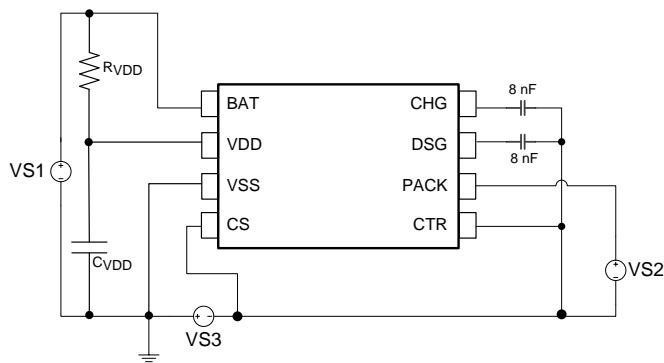 RVDD
BAT
CHG
8 nF
VDD
DSG
8 nF
VS1
VSS
PACK
CS
CTR
CVDD
VS2
VS3